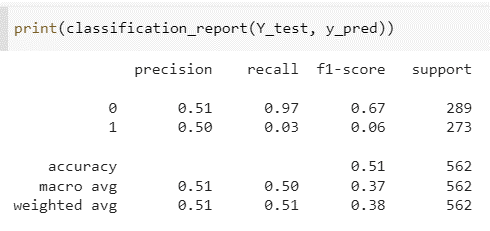 print(classification_report(Y_test, y_pred))
precision recall f1-score support
0 0.51 0.97 0.67 289
1 0.50 0.03 0.06 273
accuracy 0.51 562
macro avg 0.51 0.50 0.37 562
weighted avg 0.51 0.51 0.38 562